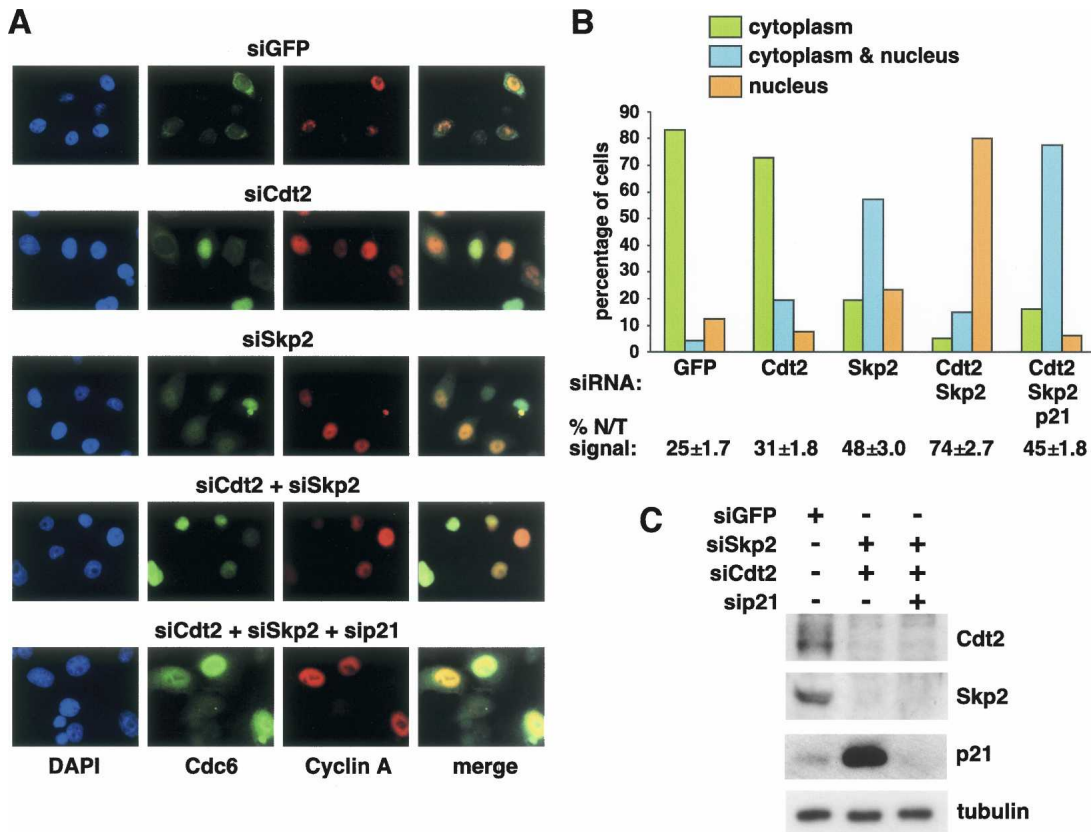 A
siGFP
siCdt2
siSkp2
siCdt2 + siSkp2
siCdt2 + siSkp2 + sip21
DAPI Cdc6 Cyclin A merge
B
cytoplasm
cytoplasm & nucleus
nucleus
percentage of cells
90
80
70
60
50
40
30
20
10
0
siRNA: GFP Cdt2 Skp2 Cdt2 Skp2 Cdt2 Skp2 p21
% N/T
signal: 25±1.7 31±1.8 48±3.0 74±2.7 45±1.8
C
siGFP + - -
siSkp2 - + +
siCdt2 - + +
sip21 - - +
Cdt2
Skp2
p21
tubulin